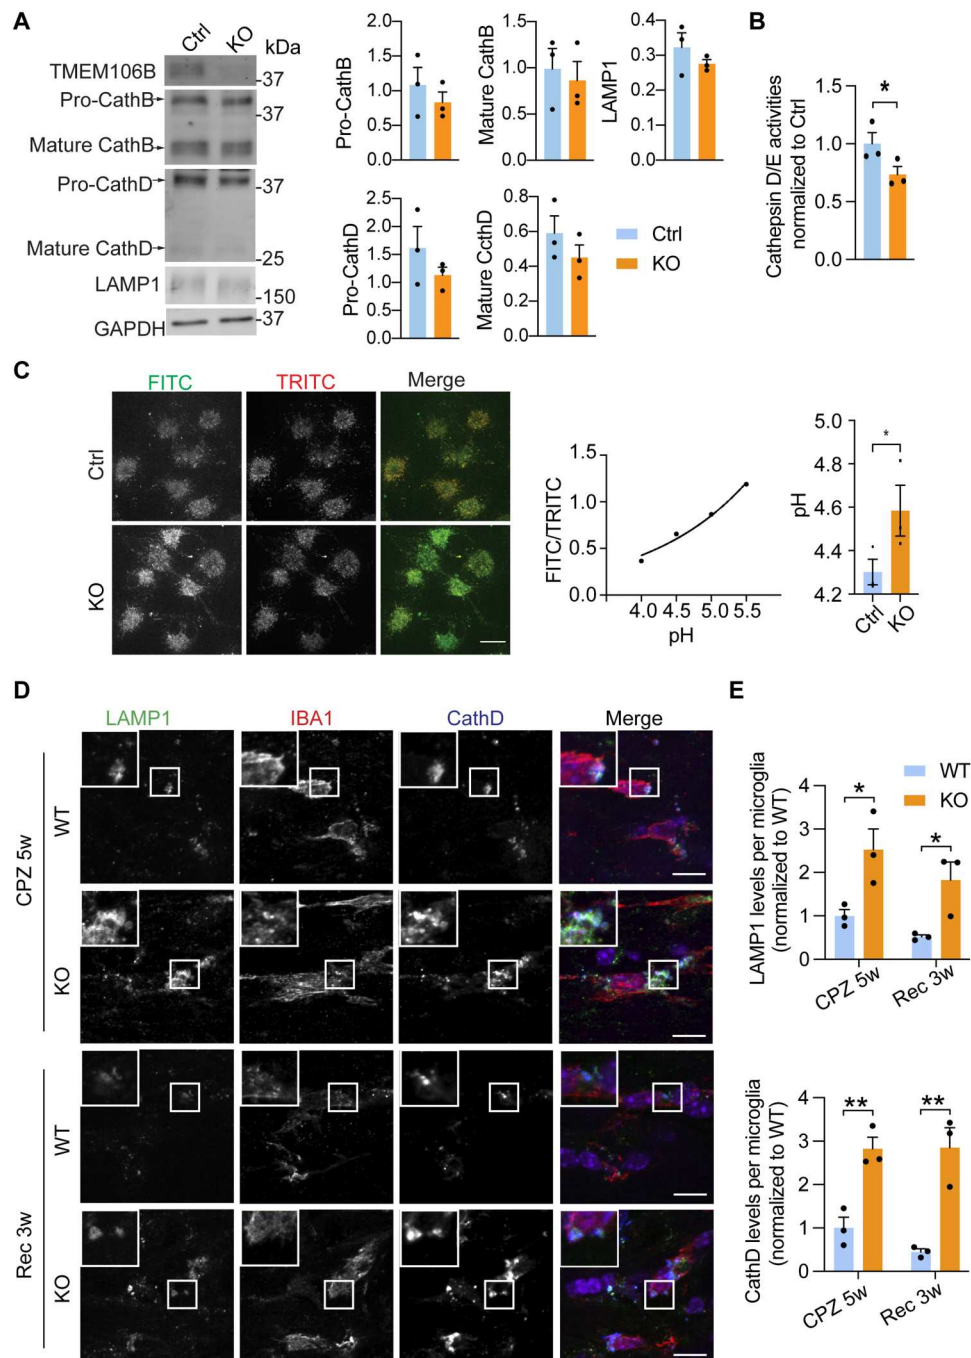 A
Ctrl
KO
kDa
TMEM106B
-37
Pro-CathB
-37
Mature CathB
Pro-CathD
-37
Mature CathD
-25
LAMP1
-150
GAPDH
-37
Pro-CathB
2.0
1.5
1.0
0.5
0.0
Mature CathB
1.5
1.0
0.5
0.0
LAMP1
0.4
0.3
0.2
0.1
0.0
Pro-CathD
2.5
2.0
1.5
1.0
0.5
0.0
Mature CcthD
0.8
0.6
0.4
0.2
0.0
Ctrl
KO
B
Cathepsin D/E activities
normalized to Ctrl
2.0
1.5
1.0
0.5
0.0
*
C
FITC
TRITC
Merge
Ctrl
KO
FITC/TRITC
1.5
1.0
0.5
0.0
4.0 4.5 5.0 5.5
pH
pH
5.0
4.8
4.6
4.4
4.2
*
Ctrl
KO
D
LAMP1
IBA1
CathD
Merge
CPZ 5w
WT
KO
Rec 3w
WT
KO
E
WT
KO
LAMP1 levels per microglia
(normalized to WT)
4
3
2
1
0
*
*
CPZ 5w
Rec 3w
CathD levels per microglia
(normalized to WT)
4
3
2
1
0
**
**
CPZ 5w
Rec 3w